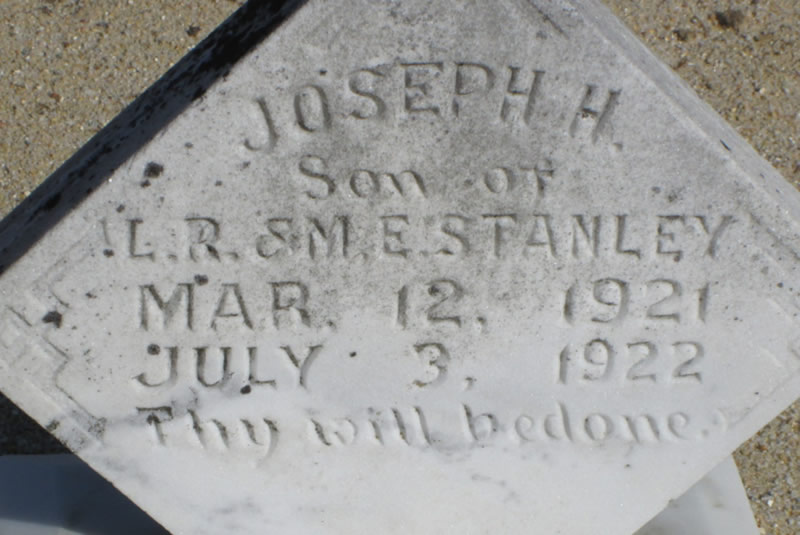 JOSEPH H.
Son of
L.R. & M.E. STANLEY
MAR. 12, 1921
JULY 3, 1922
Thy will be done.